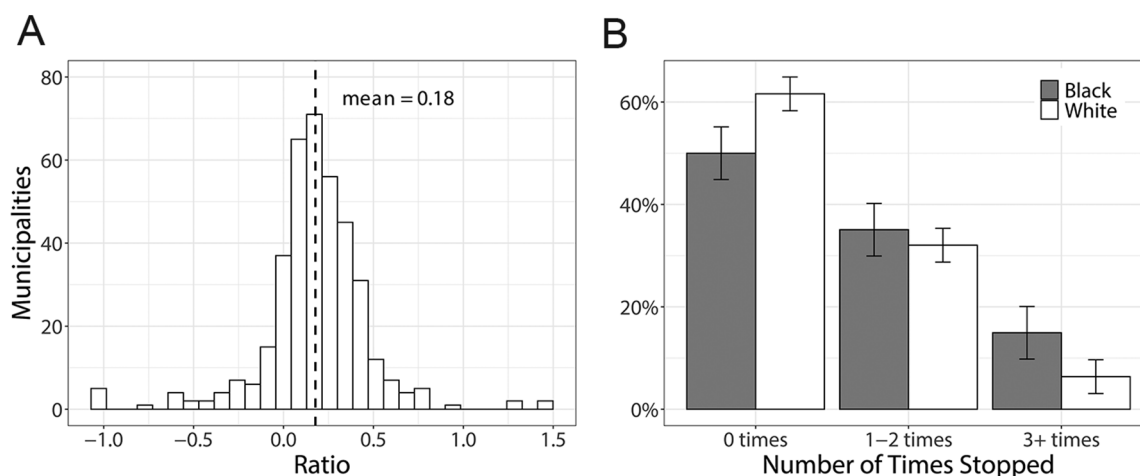 A
80
60
40
20
0
Municipalities
mean = 0.18
−1.0 −0.5 0.0 0.5 1.0 1.5
Ratio
B
60%
40%
20%
0%
Black
White
0 times 1−2 times 3+ times
Number of Times Stopped